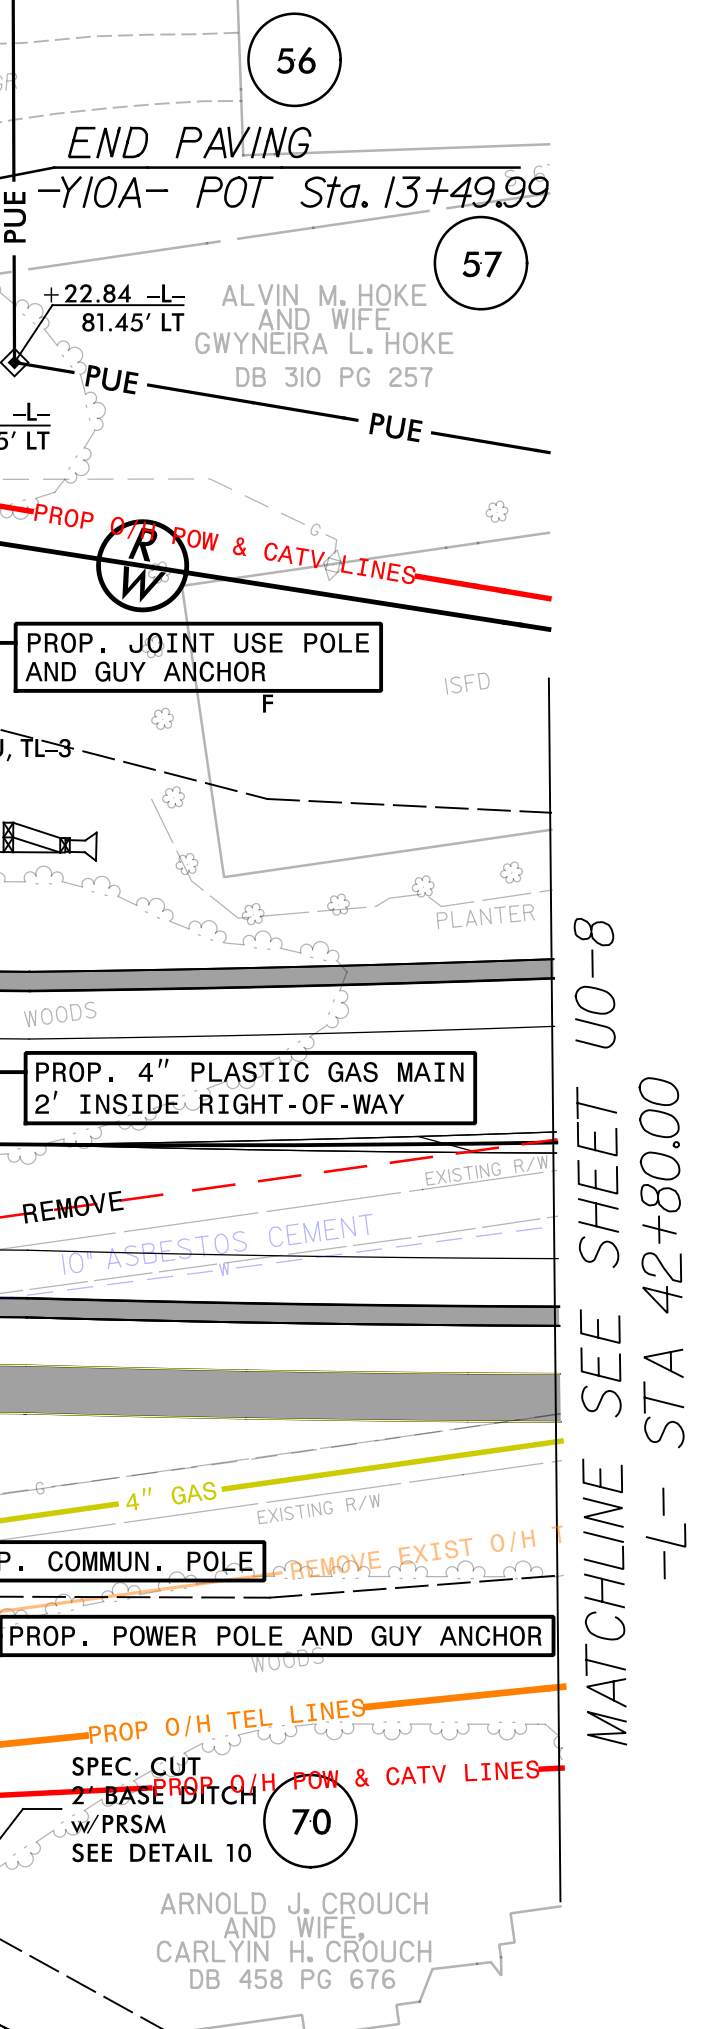 56
GR
END PAVING
-Y10A- POT Sta. 13+49.99
PUE
57
+22.84 -L-
81.45' LT
ALVIN M. HOKE
AND WIFE
GWYNEIRA L. HOKE
DB 310 PG 257
PUE
PUE
-L-
5' LT
G
PROP O/H POW & CATV LINES
R
W
PROP. JOINT USE POLE
AND GUY ANCHOR
ISFD
F
TL-3
PLANTER
WOODS
PROP. 4" PLASTIC GAS MAIN
2' INSIDE RIGHT-OF-WAY
EXISTING R/W
REMOVE
10" ASBESTOS CEMENT
W
G
4" GAS
EXISTING R/W
REMOVE EXIST O/H T
P. COMMUN. POLE
PROP. POWER POLE AND GUY ANCHOR
WOODS
PROP O/H TEL LINES
SPEC. CUT
2' BASE DITCH
w/PRSM
SEE DETAIL 10
PROP O/H POW & CATV LINES
70
ARNOLD J. CROUCH
AND WIFE,
CARLYIN H. CROUCH
DB 458 PG 676
MATCHLINE SEE SHEET UO-8
-L- STA 42+80.00